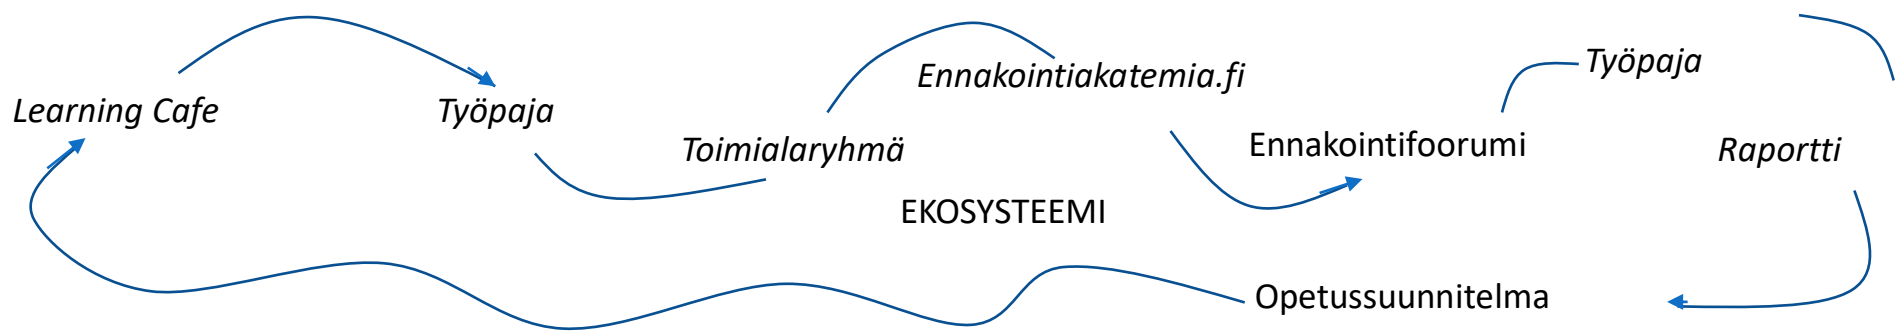 Learning Cafe
Työpaja
Toimialaryhmä
Ennakointiakatemia.fi
Ennakointifoorumi
Työpaja
Raportti
EKOSYSTEEMI
Opetussuunnitelma